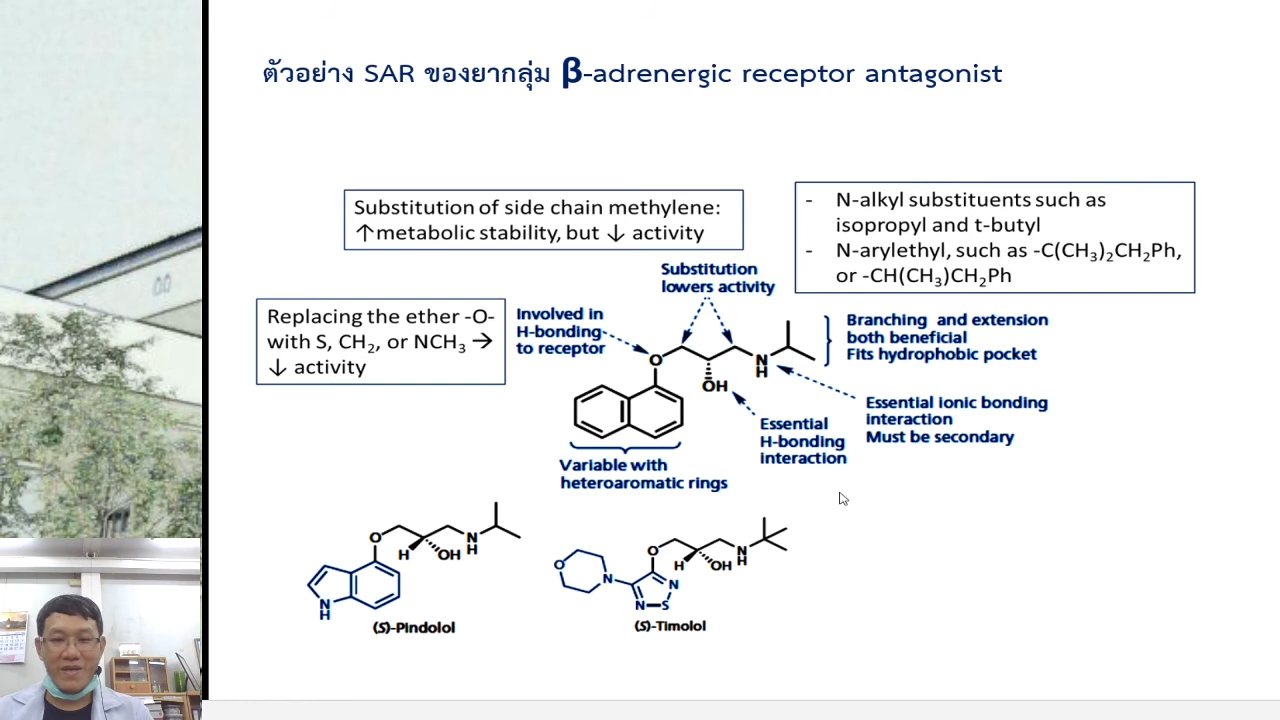 ตัวอย่าง SAR ของยากลุ่ม β-adrenergic receptor antagonist
Substitution of side chain methylene:
↑metabolic stability, but ↓ activity
- N-alkyl substituents such as
isopropyl and t-butyl
- N-arylethyl, such as -C(CH₃)₂CH₂Ph,
or -CH(CH₃)CH₂Ph
Replacing the ether -O-
with S, CH₂, or NCH₃ →
↓ activity
Involved in
H-bonding
to receptor
Substitution
lowers activity
Branching and extension
both beneficial
Fits hydrophobic pocket
O
OH
N
H
Essential ionic bonding
interaction
Must be secondary
Essential
H-bonding
interaction
Variable with
heteroaromatic rings
O
H
OH
N
H
N
H
(S)-Pindolol
O
N
O
H
OH
N
H
N
N
S
(S)-Timolol